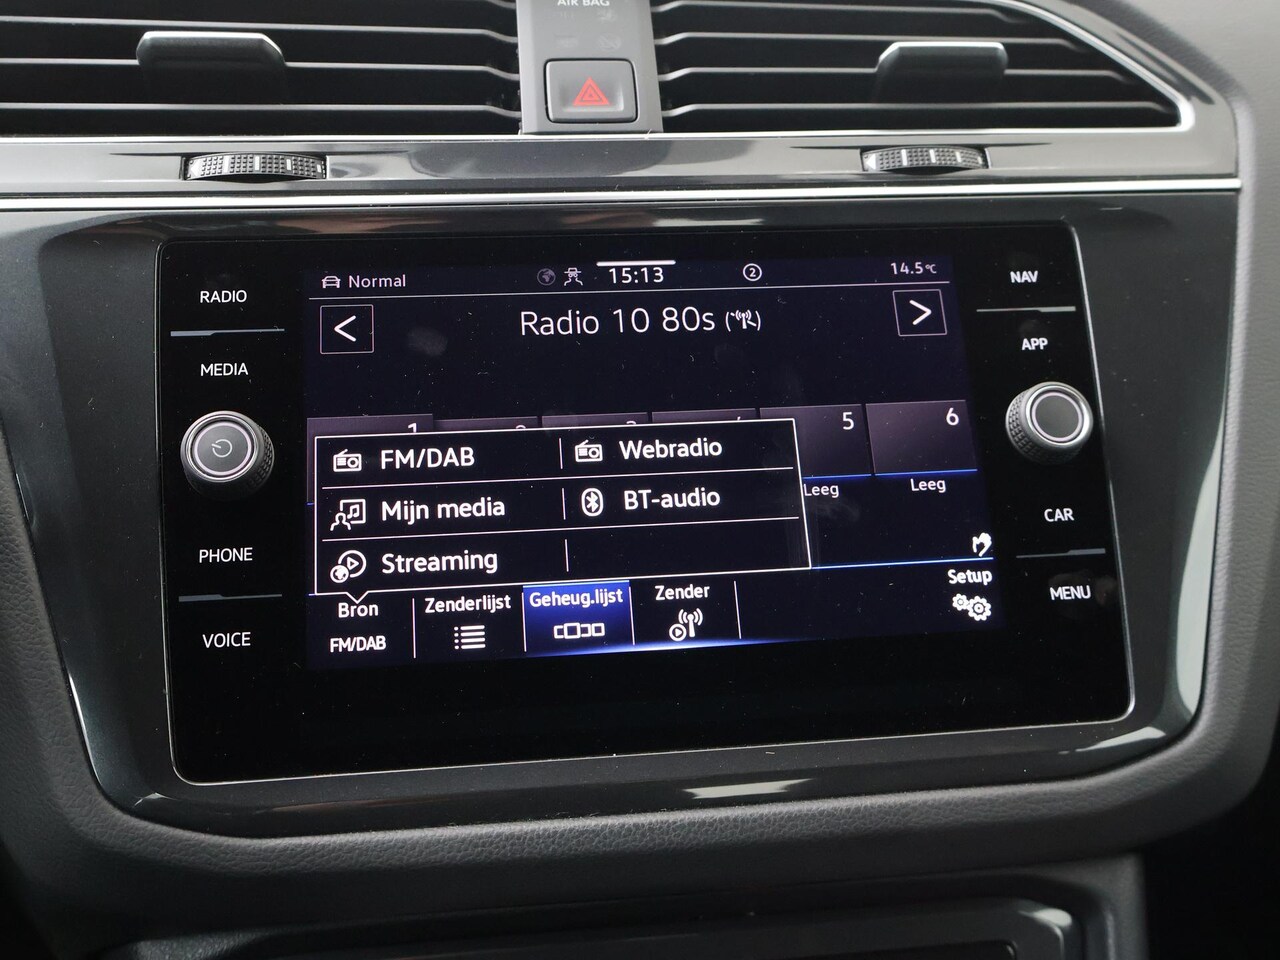 AIR BAG
Normal
15:13
2
14.5°C
RADIO
MEDIA
PHONE
VOICE
NAV
APP
CAR
MENU
<
Radio 10 80s
>
1
5
6
Leeg
Leeg
FM/DAB
Webradio
Mijn media
BT-audio
Streaming
Bron
FM/DAB
Zenderlijst
Geheug.lijst
Zender
Setup